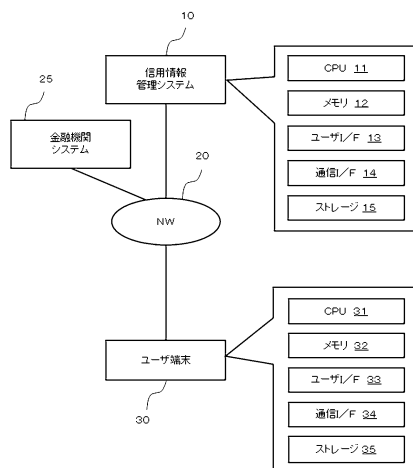 10
信用情報
管理システム
CPU 11
メモリ 12
ユーザI/F 13
通信I/F 14
ストレージ 15
25
金融機関
システム
20
NW
ユーザ端末
30
CPU 31
メモリ 32
ユーザI/F 33
通信I/F 34
ストレージ 35